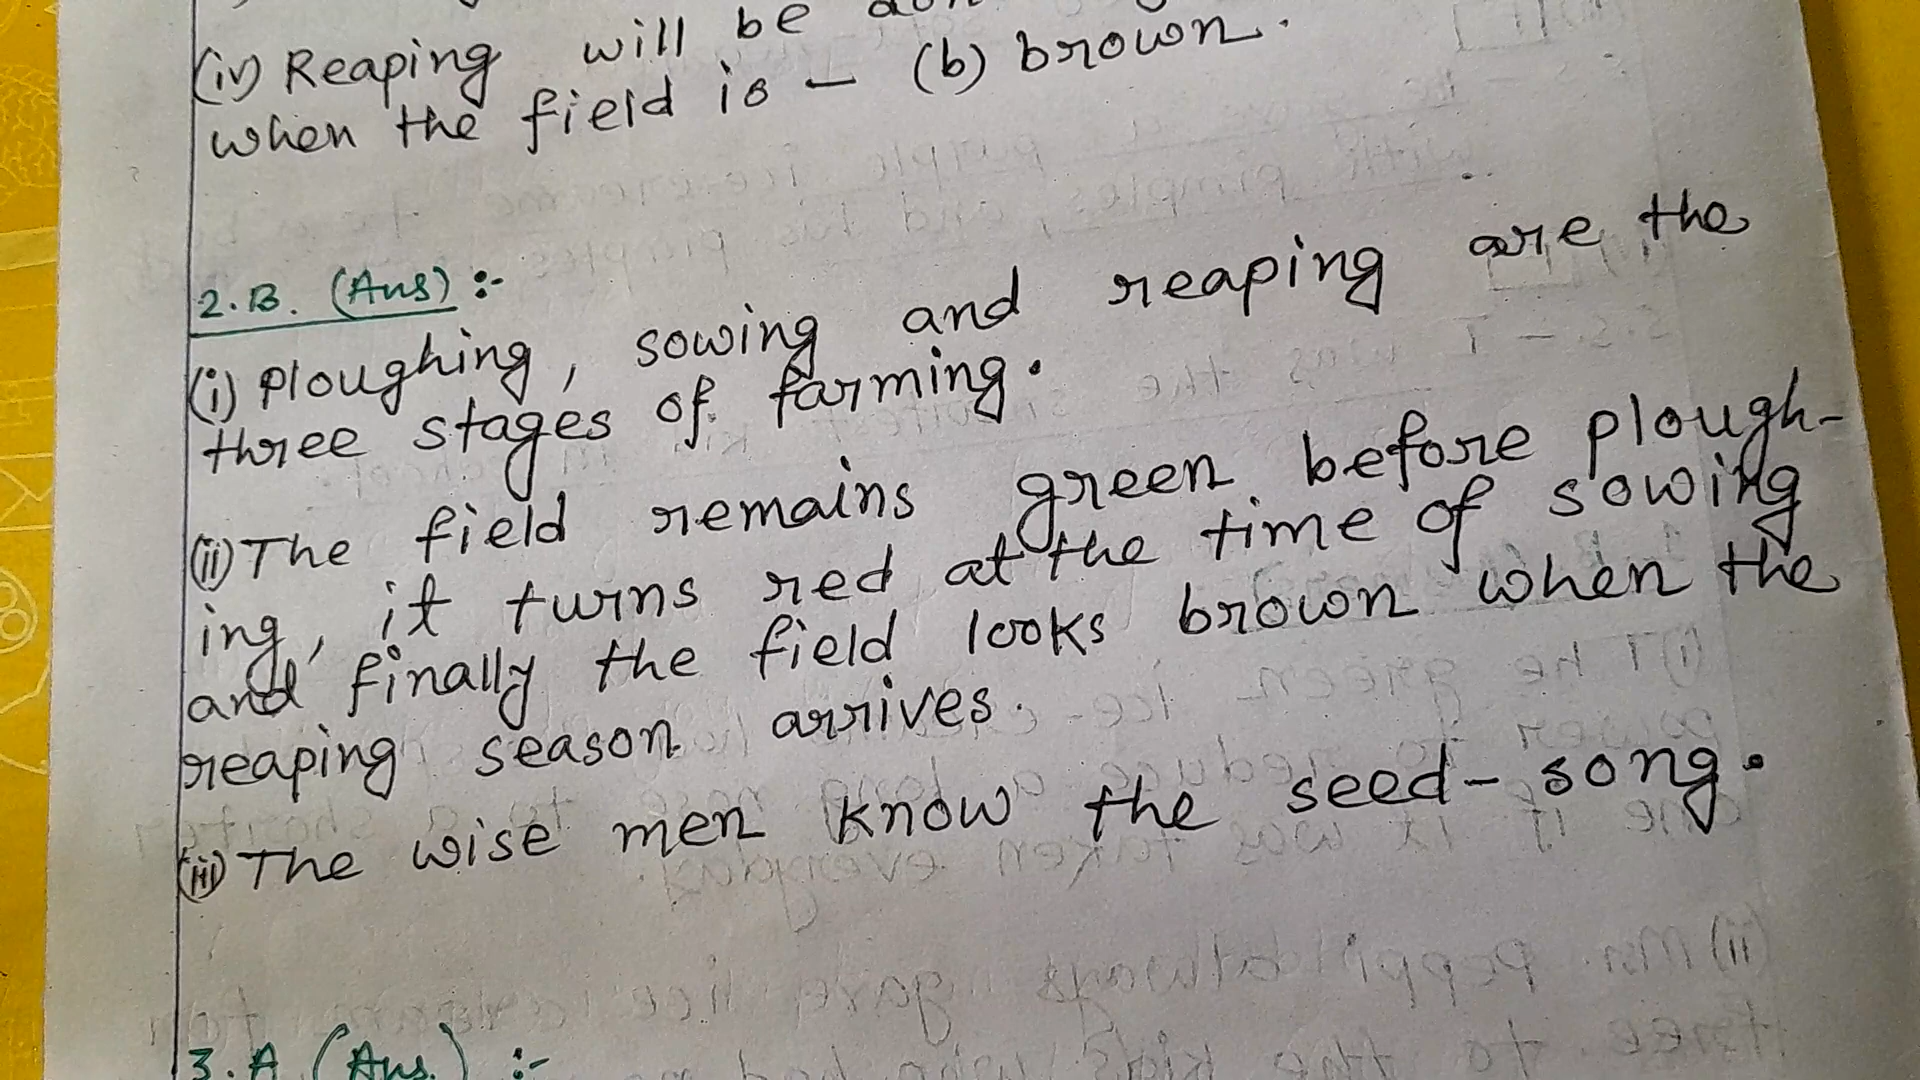 (iv) Reaping will be
when the field is - (b) brown.
2.B. (Ans) :-
(i) Ploughing, sowing and reaping are the
three stages of farming.
(ii) The field remains green before plough-
ing, it turns red at the time of sowing
and finally the field looks brown when the
reaping season arrives.
(iii) The wise men know the seed-song.
3.A (Ans.) :-